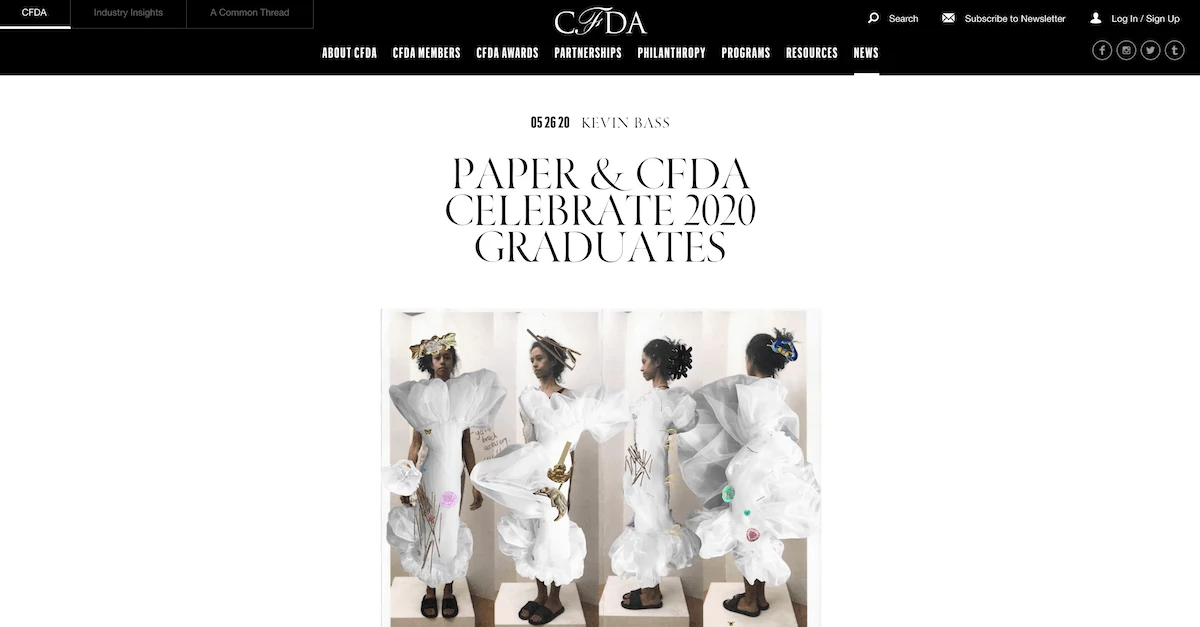 CFDA
Industry Insights
A Common Thread
CFDA
Search
Subscribe to Newsletter
Log In / Sign Up
ABOUT CFDA
CFDA MEMBERS
CFDA AWARDS
PARTNERSHIPS
PHILANTHROPY
PROGRAMS
RESOURCES
NEWS
05 26 20 KEVIN BASS
PAPER & CFDA
CELEBRATE 2020
GRADUATES